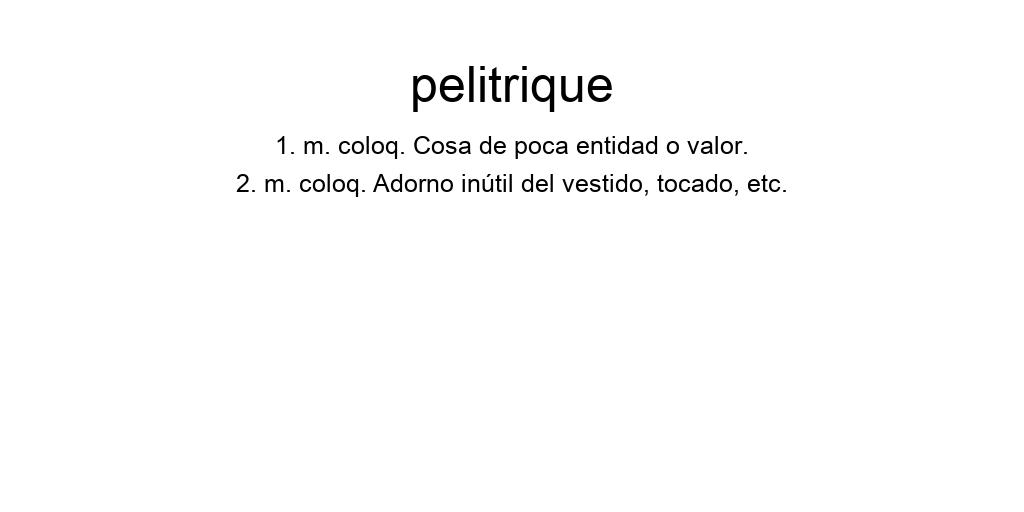 pelitrique
1. m. coloq. Cosa de poca entidad o valor.
2. m. coloq. Adorno inútil del vestido, tocado, etc.